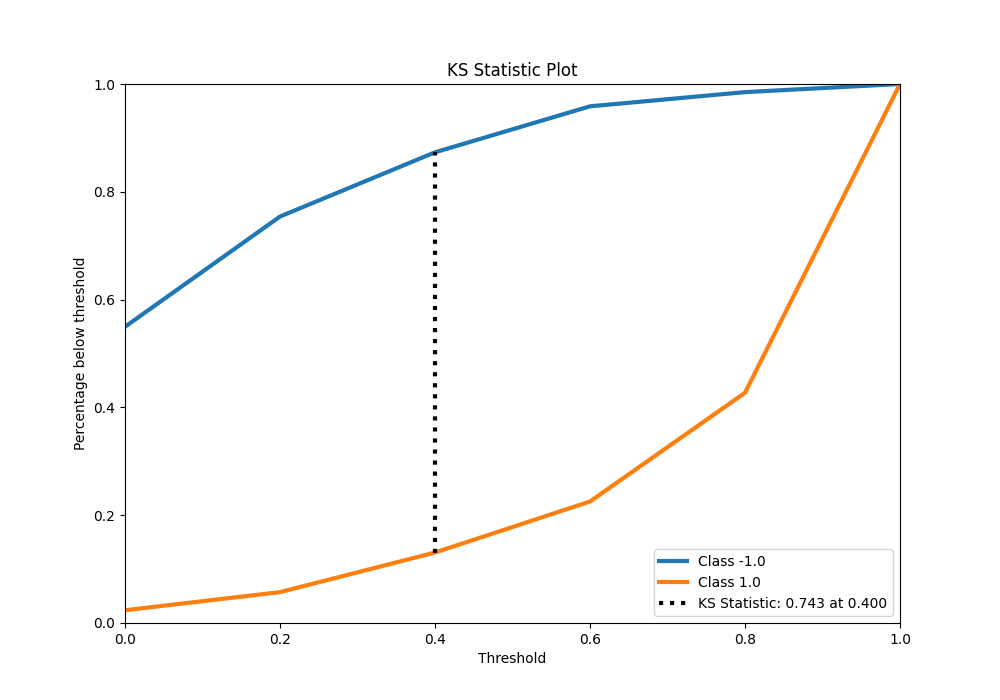 KS Statistic Plot
Percentage below threshold
1.0
0.8
0.6
0.4
0.2
0.0
0.0 0.2 0.4 0.6 0.8 1.0
Threshold
Class -1.0
Class 1.0
KS Statistic: 0.743 at 0.400